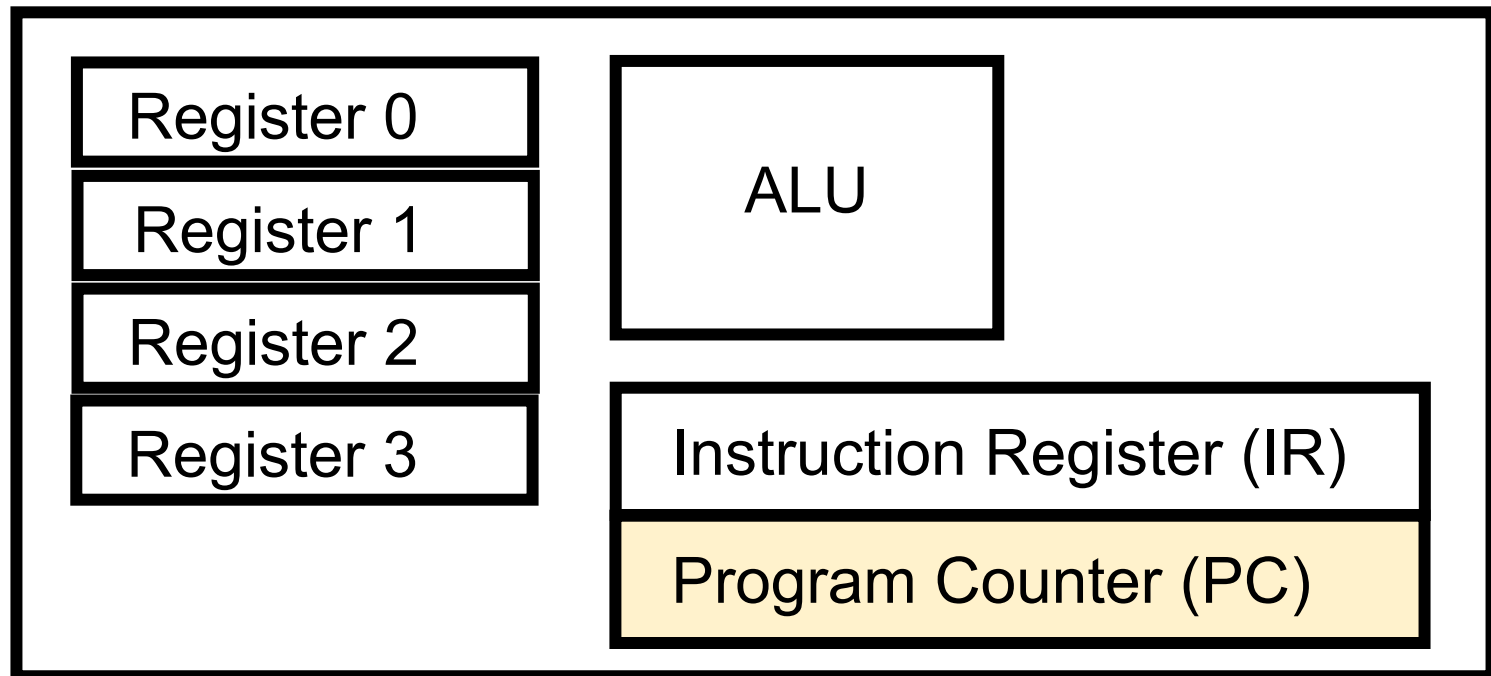 Register 0
Register 1
Register 2
Register 3
ALU
Instruction Register (IR)
Program Counter (PC)